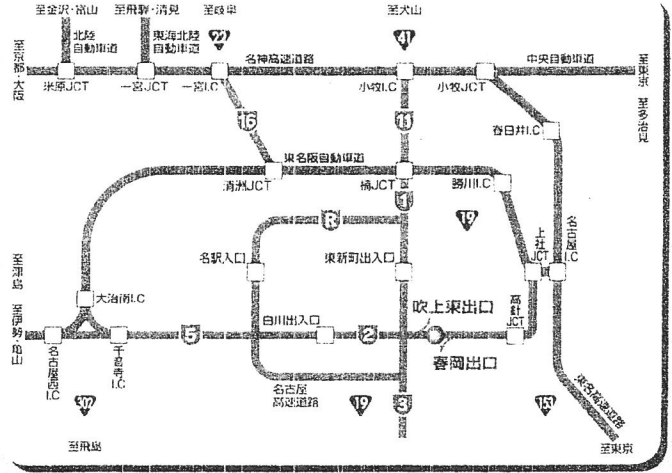 至金沢・富山
至飛騨・清見
至岐阜
至犬山
北陸
自動車道
東海北陸
自動車道
22
41
名神高速道路
中央自動車道
至京都・大阪
至東京
至多治見
米原JCT
一宮JCT
一宮I.C
小牧I.C
小牧JCT
16
11
春日井I.C
東名阪自動車道
清洲JCT
楠JCT
勝川I.C
1
19
R
名駅入口
東新町出入口
上社JCT
名古屋I.C
至津島
至伊勢・亀山
大治南I.C
白川出入口
吹上東出口
高針JCT
5
2
春岡出口
名古屋西I.C
千音寺I.C
名古屋
高速道路
302
19
3
151
東名高速道路
至飛島
至東京